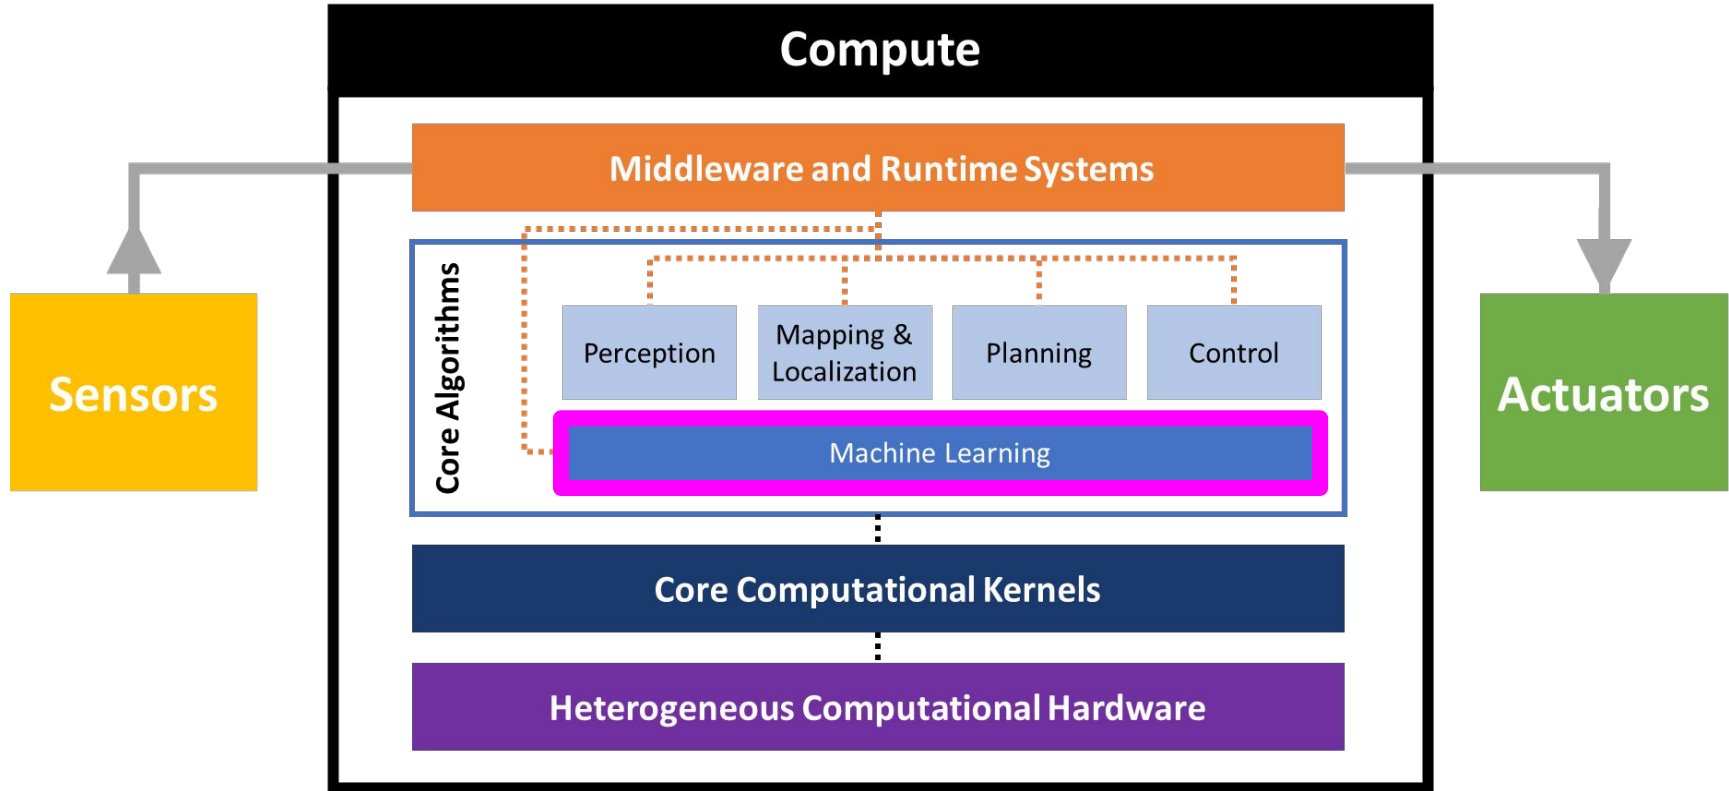 Compute
Middleware and Runtime Systems
Core Algorithms
Perception
Mapping &
Localization
Planning
Control
Machine Learning
Sensors
Actuators
Core Computational Kernels
Heterogeneous Computational Hardware